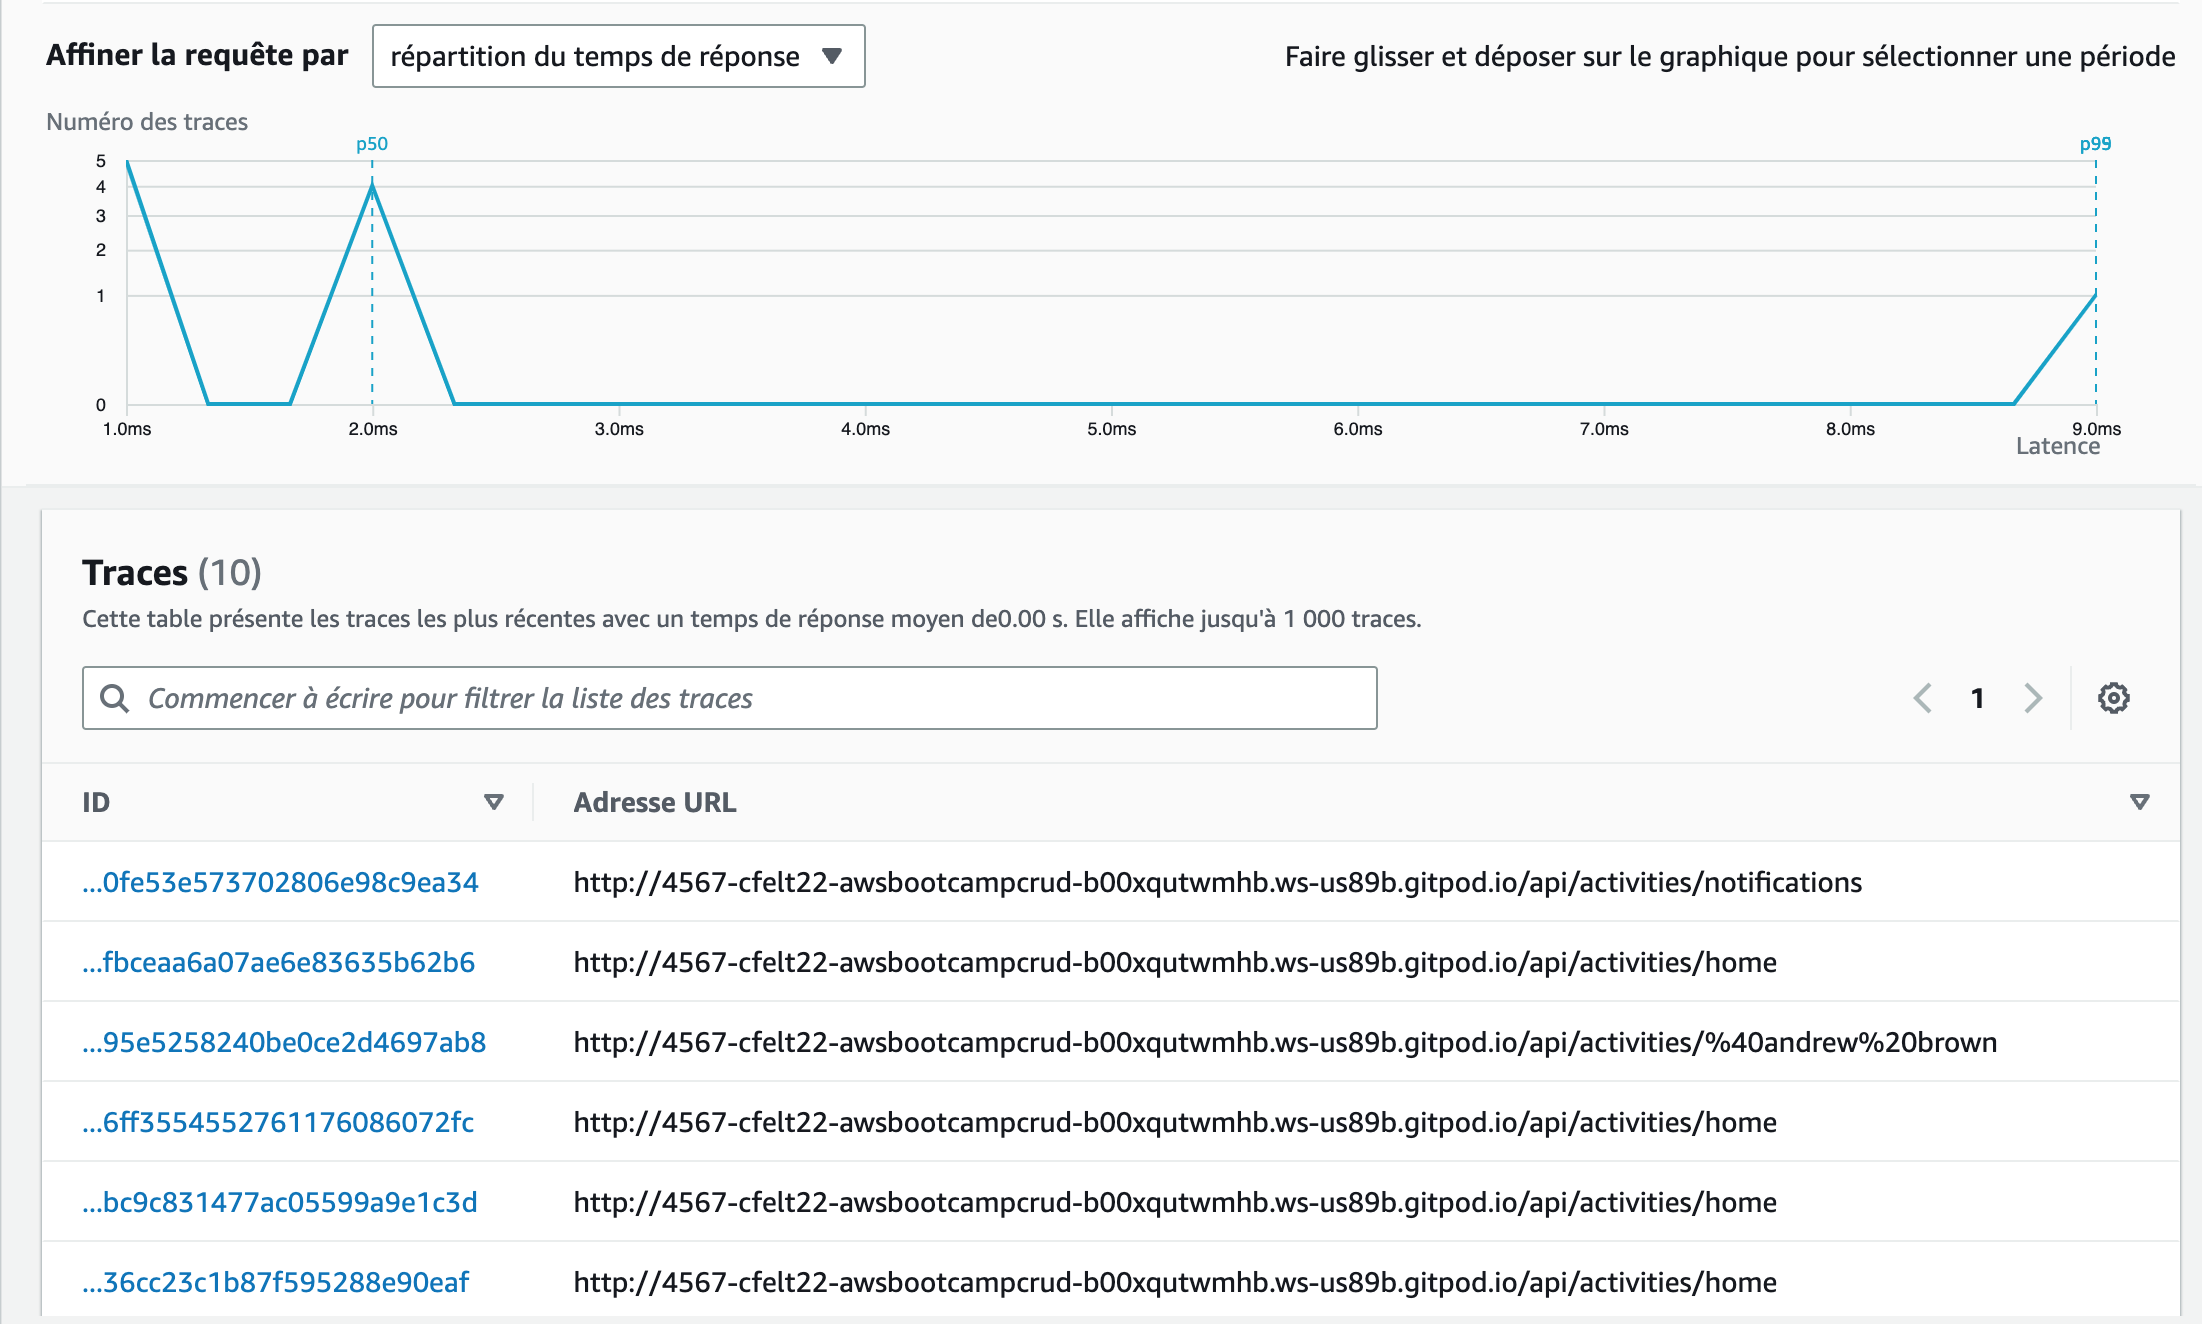 Affiner la requête par répartition du temps de réponse Faire glisser et déposer sur le graphique pour sélectionner une période
Numéro des traces
p50 p99
5
4
3
2
1
0
1.0ms 2.0ms 3.0ms 4.0ms 5.0ms 6.0ms 7.0ms 8.0ms 9.0ms
Latence
Traces (10)
Cette table présente les traces les plus récentes avec un temps de réponse moyen de0.00 s. Elle affiche jusqu'à 1 000 traces.
Commencer à écrire pour filtrer la liste des traces 1
ID Adresse URL
...0fe53e573702806e98c9ea34 http://4567-cfelt22-awsbootcampcrud-b00xqutwmhb.ws-us89b.gitpod.io/api/activities/notifications
...fbceaa6a07ae6e83635b62b6 http://4567-cfelt22-awsbootcampcrud-b00xqutwmhb.ws-us89b.gitpod.io/api/activities/home
...95e5258240be0ce2d4697ab8 http://4567-cfelt22-awsbootcampcrud-b00xqutwmhb.ws-us89b.gitpod.io/api/activities/%40andrew%20brown
...6ff3554552761176086072fc http://4567-cfelt22-awsbootcampcrud-b00xqutwmhb.ws-us89b.gitpod.io/api/activities/home
...bc9c831477ac05599a9e1c3d http://4567-cfelt22-awsbootcampcrud-b00xqutwmhb.ws-us89b.gitpod.io/api/activities/home
...36cc23c1b87f595288e90eaf http://4567-cfelt22-awsbootcampcrud-b00xqutwmhb.ws-us89b.gitpod.io/api/activities/home